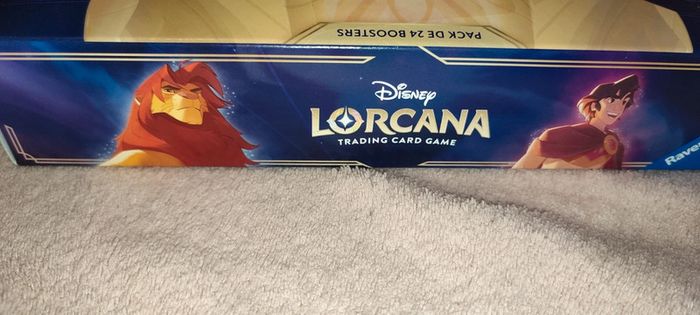 PACK DE 24 BOOSTERS
Disney
LORCANA
TRADING CARD GAME
Raven